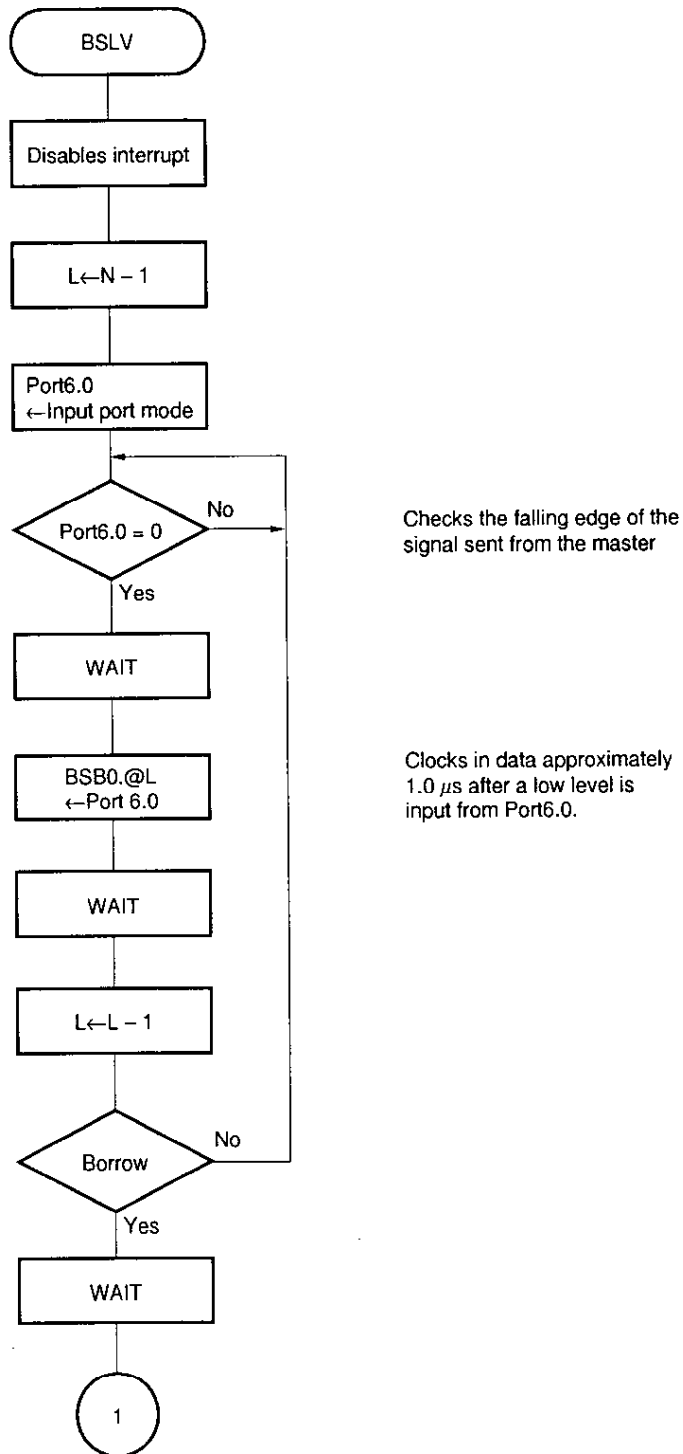 BSLV
Disables interrupt
L←N – 1
Port6.0
←Input port mode
Port6.0 = 0
No
Checks the falling edge of the
signal sent from the master
Yes
WAIT
BSB0.@L
←Port 6.0
Clocks in data approximately
1.0 μs after a low level is
input from Port6.0.
WAIT
L←L – 1
Borrow
No
Yes
WAIT
1